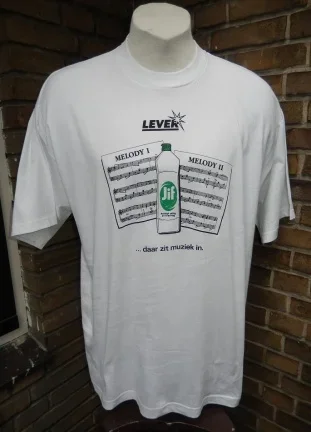 LEVER
MELODY I
MELODY II
Jif
... daar zit muziek in.